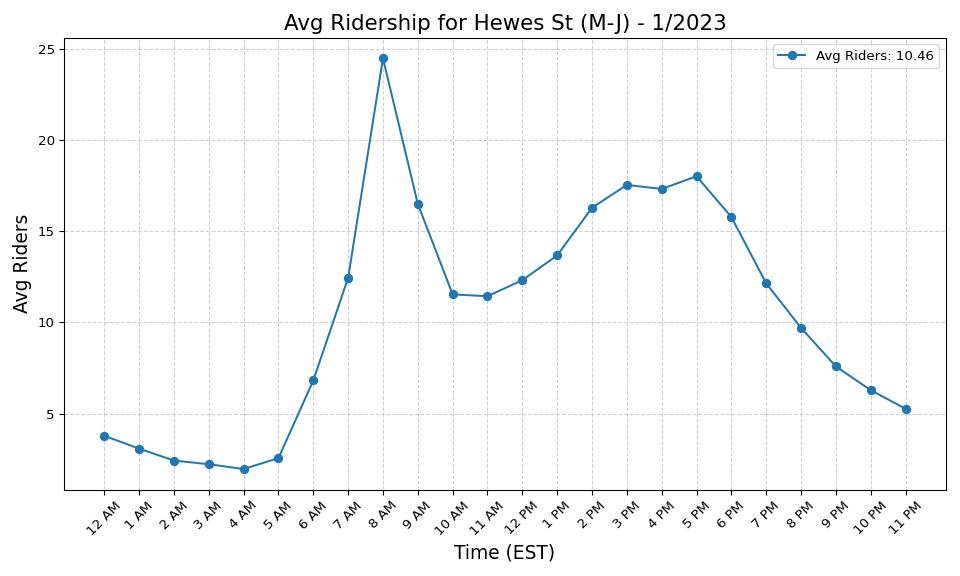 Avg Ridership for Hewes St (M-J) - 1/2023
Avg Riders: 10.46
Avg Riders
25
20
15
10
5
12 AM
1 AM
2 AM
3 AM
4 AM
5 AM
6 AM
7 AM
8 AM
9 AM
10 AM
11 AM
12 PM
1 PM
2 PM
3 PM
4 PM
5 PM
6 PM
7 PM
8 PM
9 PM
10 PM
11 PM
Time (EST)